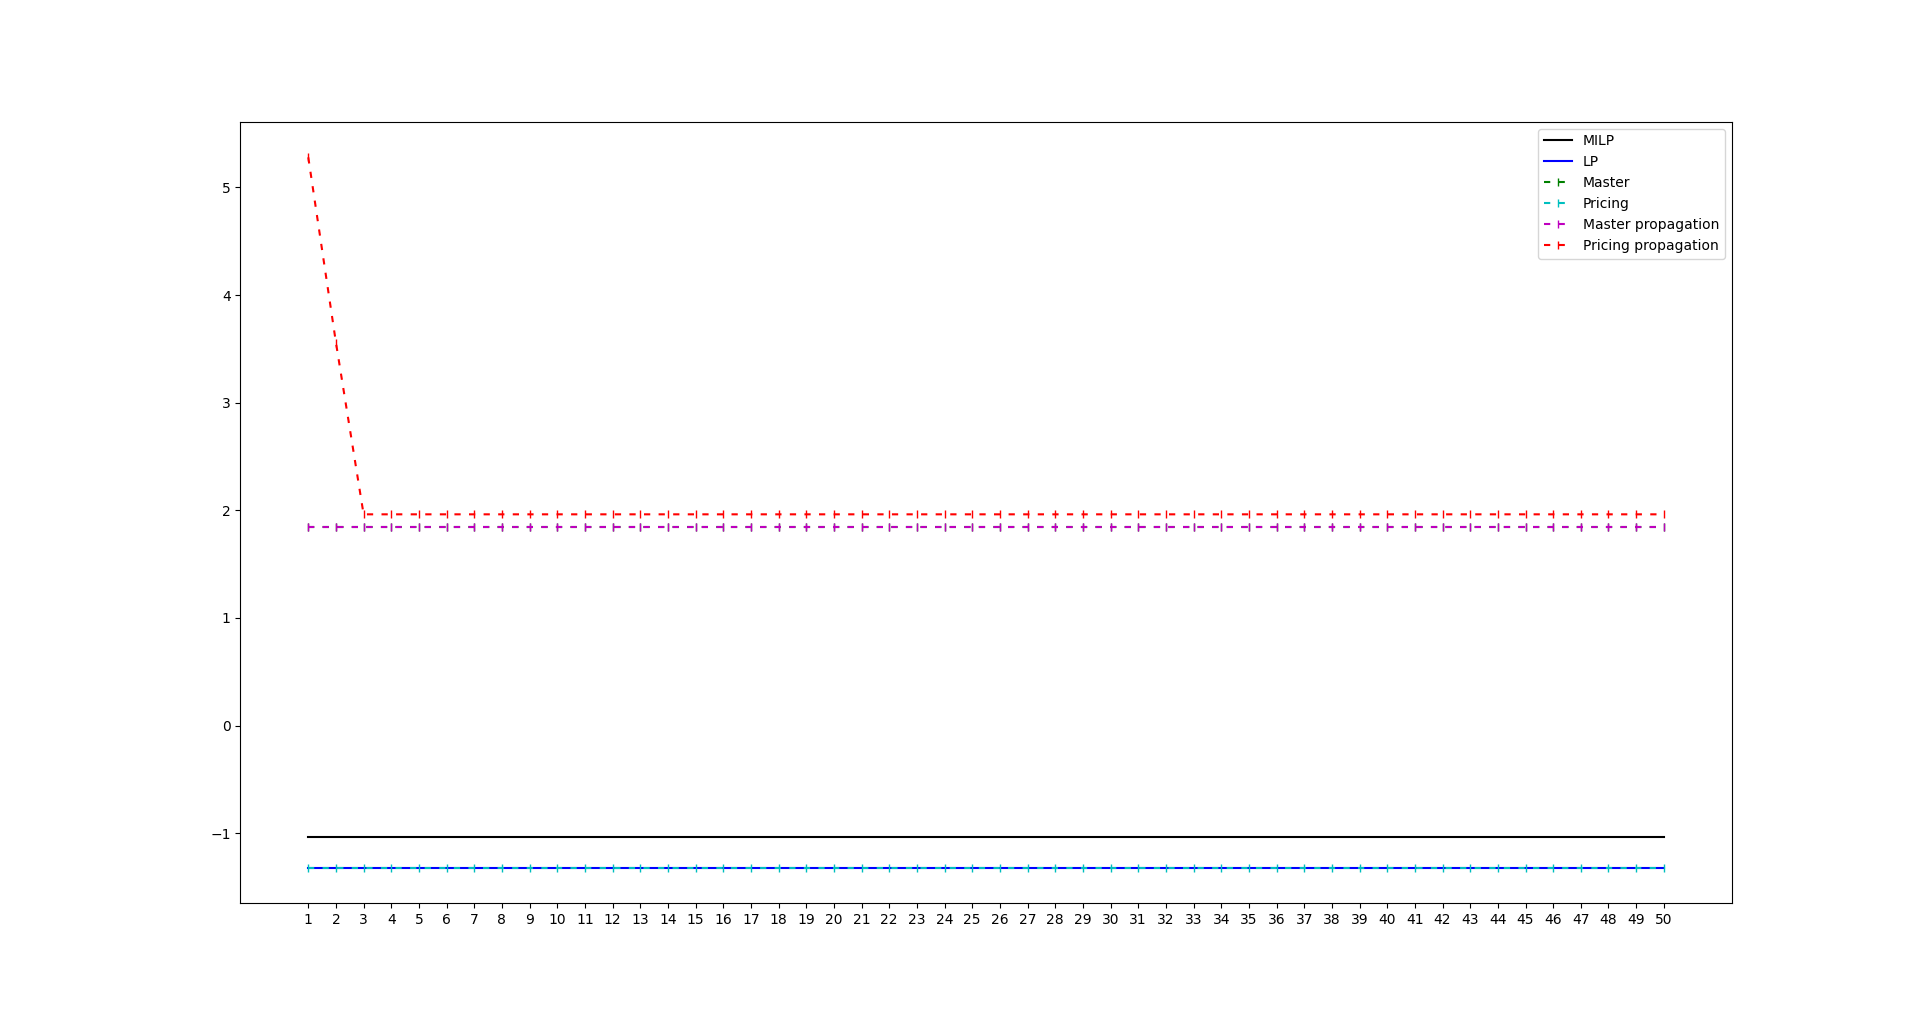 MILP
LP
Master
Pricing
Master propagation
Pricing propagation
5
4
3
2
1
0
−1
1 2 3 4 5 6 7 8 9 10 11 12 13 14 15 16 17 18 19 20 21 22 23 24 25 26 27 28 29 30 31 32 33 34 35 36 37 38 39 40 41 42 43 44 45 46 47 48 49 50